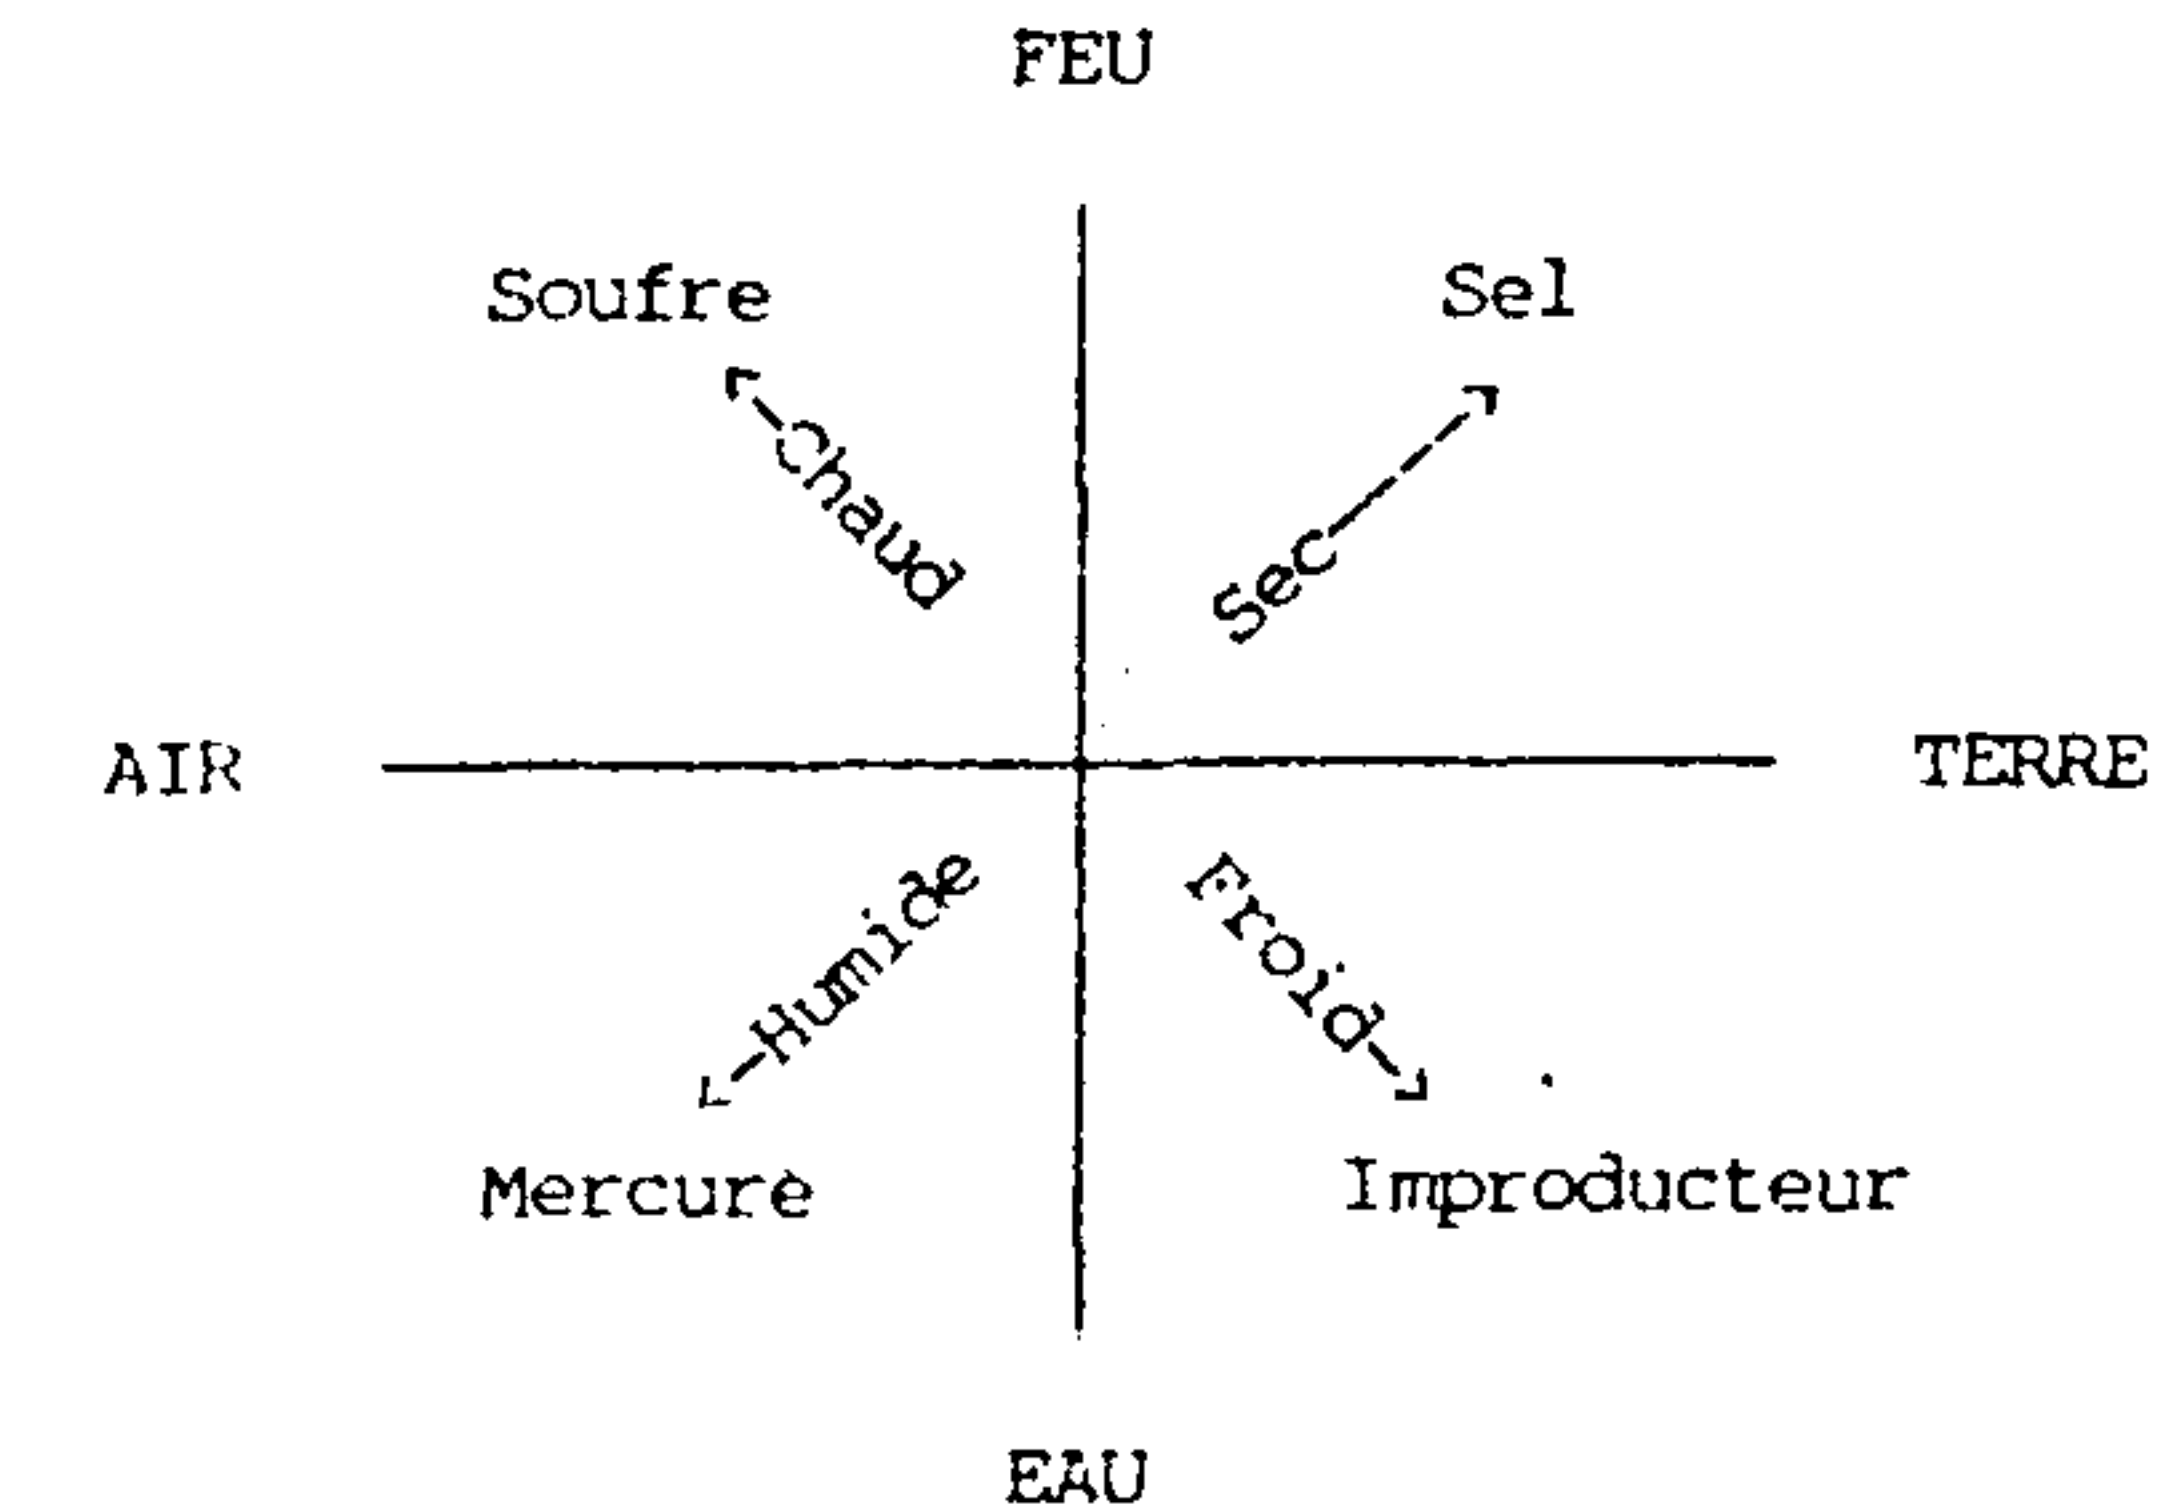 FEU
Soufre
Sel
Chaud
Sec
AIR
TERRE
Humide
Froid
Mercure
Improducteur
EAU